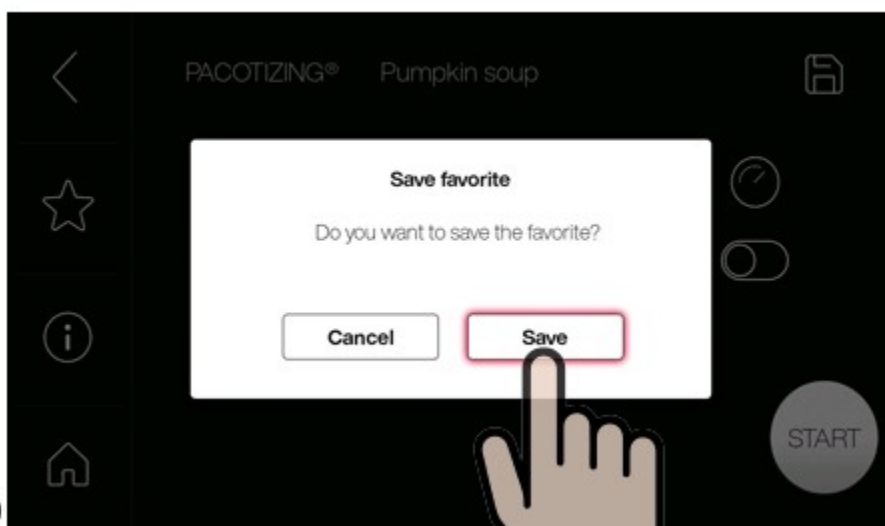 PACOTIZING® Pumpkin soup
Save favorite
Do you want to save the favorite?
Cancel Save
START